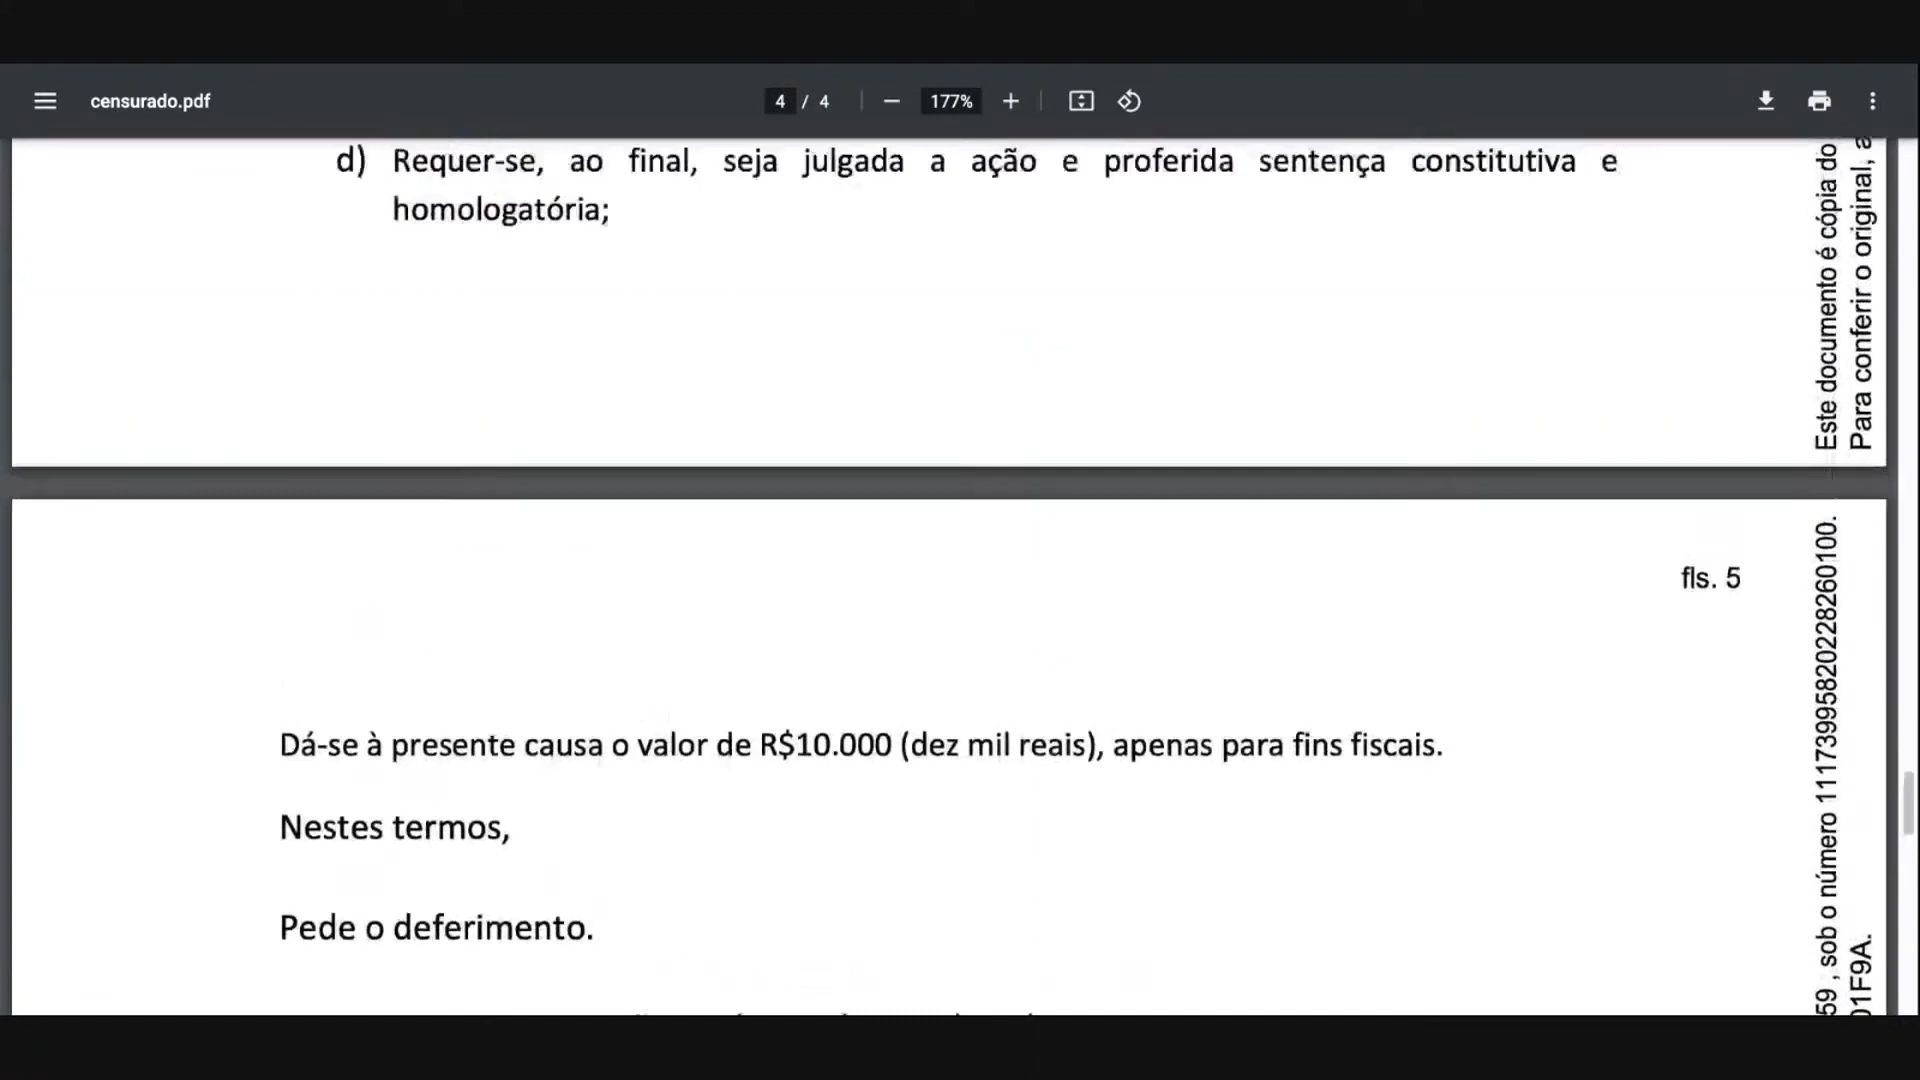 censurado.pdf
4 / 4
177%
d) Requer-se, ao final, seja julgada a ação e proferida sentença constitutiva e
homologatória;
Este documento é cópia do
Para conferir o original, a
fls. 5
Dá-se à presente causa o valor de R$10.000 (dez mil reais), apenas para fins fiscais.
Nestes termos,
Pede o deferimento.
59 , sob o número 11173995820228260100.
01F9A.